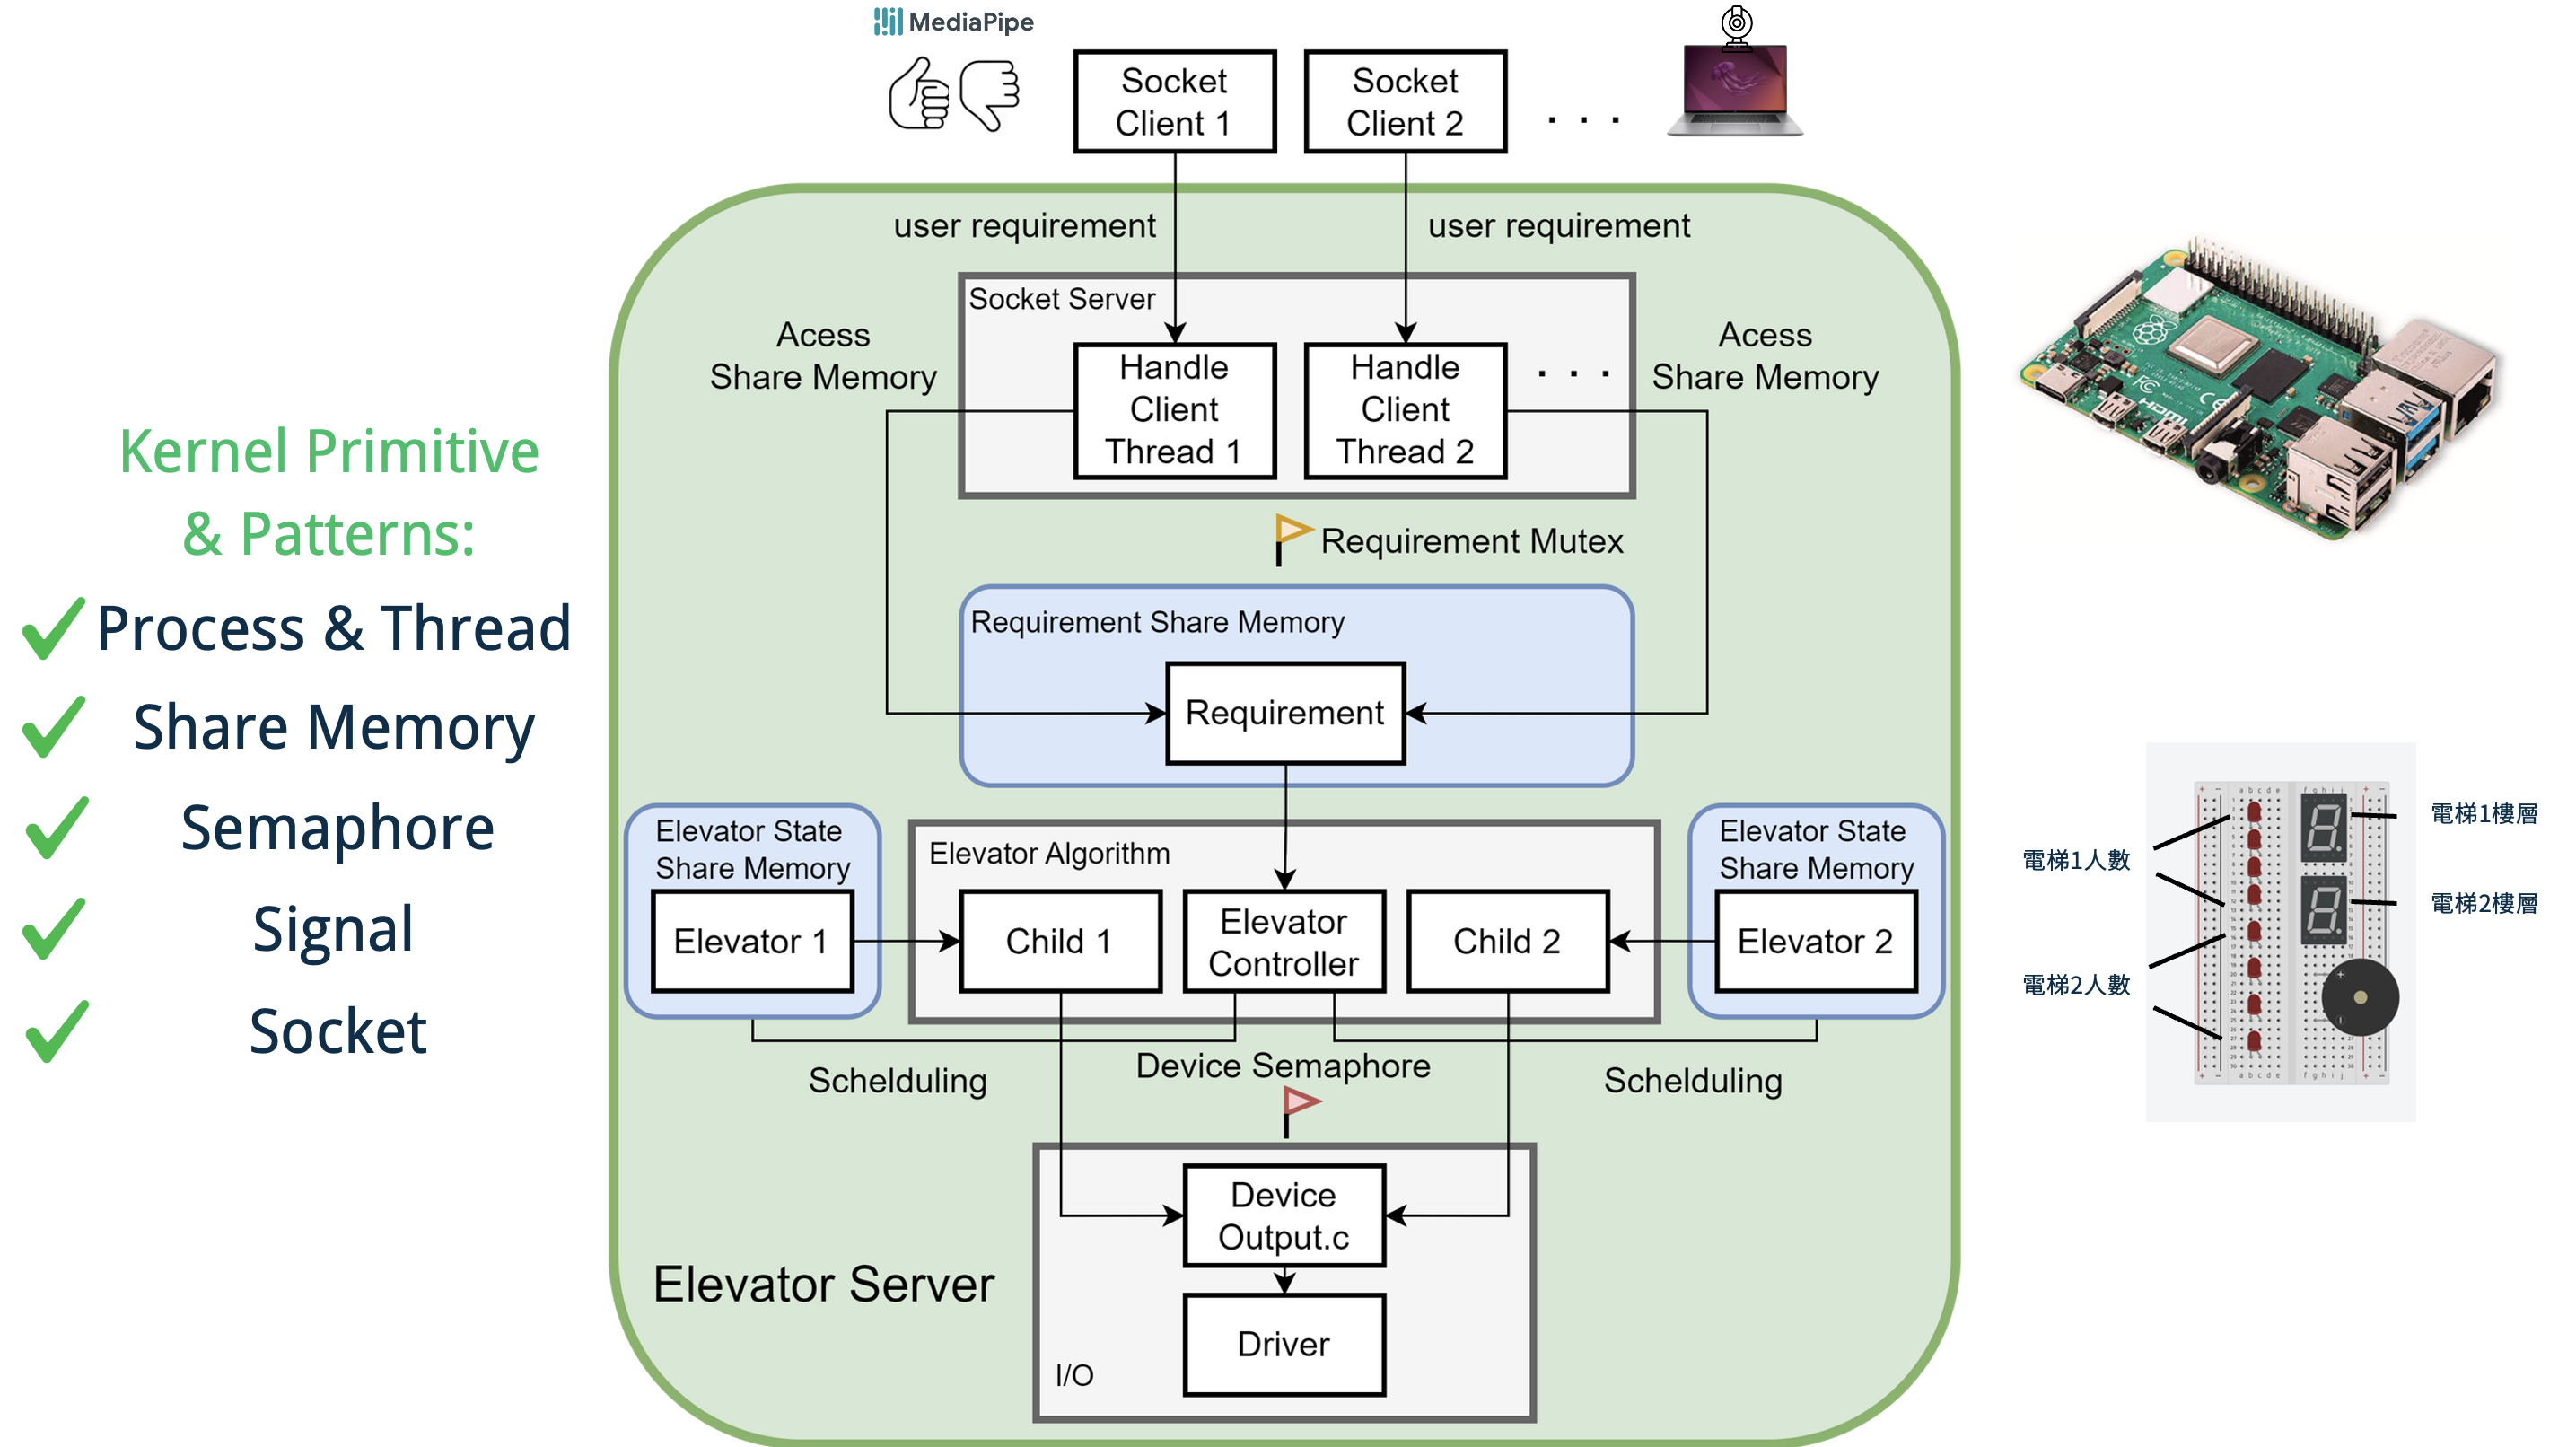 MediaPipe
Socket
Client 1
Socket
Client 2
. . .
user requirement
user requirement
Socket Server
Acess
Share Memory
Handle
Client
Thread 1
Handle
Client
Thread 2
. . .
Acess
Share Memory
Kernel Primitive
& Patterns:
Process & Thread
Share Memory
Semaphore
Signal
Socket
Requirement Mutex
Requirement Share Memory
Requirement
Elevator State
Share Memory
Elevator 1
Elevator Algorithm
Child 1
Elevator
Controller
Child 2
Elevator State
Share Memory
Elevator 2
Schelduling
Device Semaphore
Schelduling
Device
Output.c
Driver
I/O
Elevator Server
HDMI
FC
CE
電梯1樓層
電梯1人數
電梯2樓層
電梯2人數